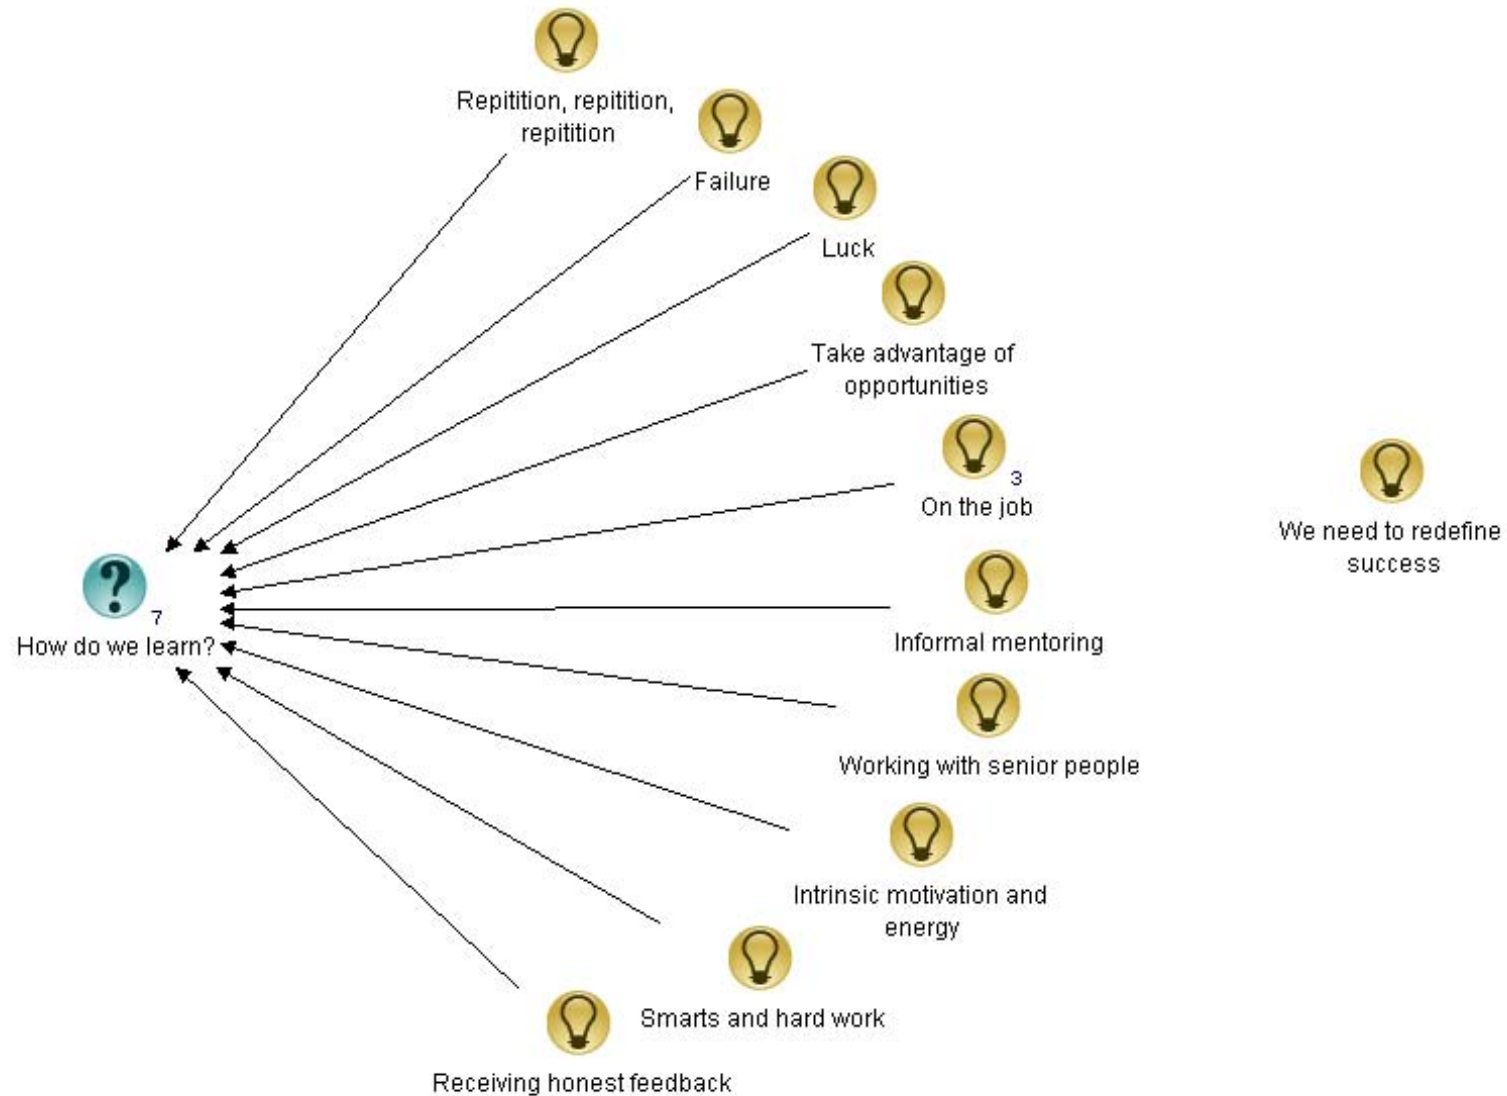 Repitition, repitition,
repitition
Failure
Luck
Take advantage of
opportunities
3
On the job
We need to redefine
success
?
7
How do we learn?
Informal mentoring
Working with senior people
Intrinsic motivation and
energy
Smarts and hard work
Receiving honest feedback